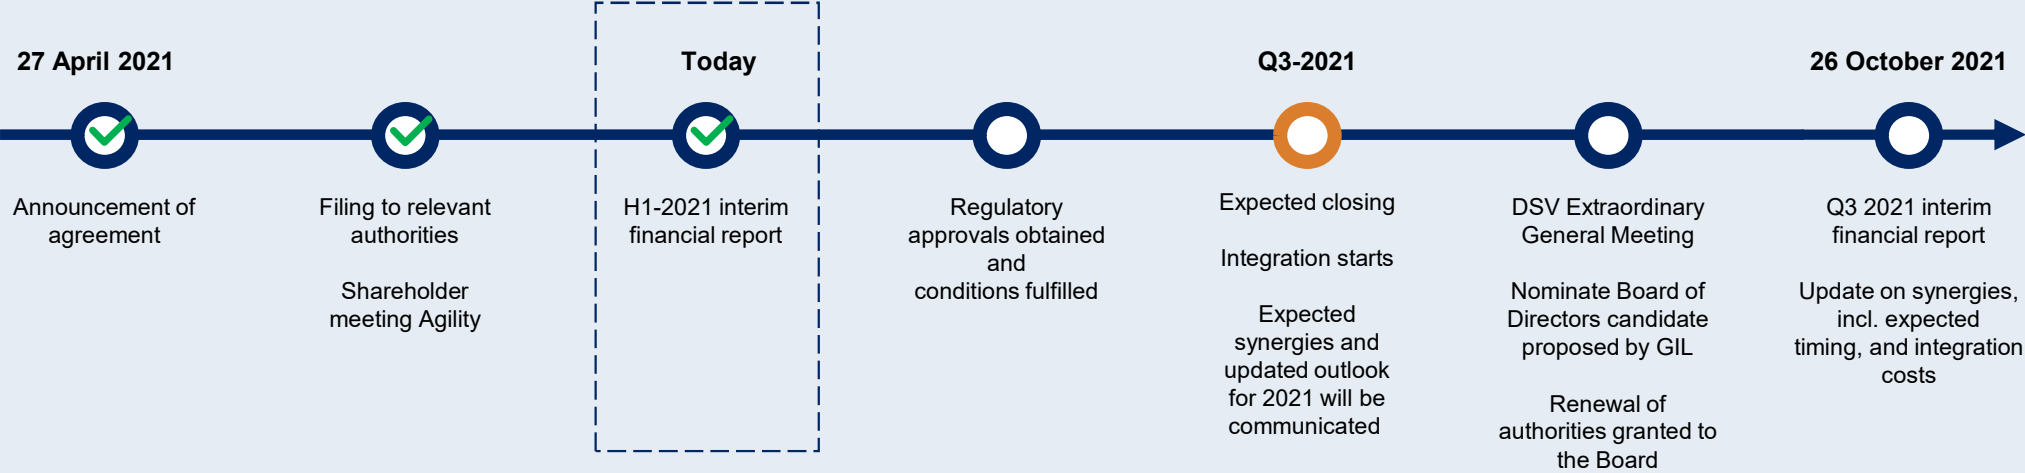 27 April 2021
Announcement of
agreement
Filing to relevant
authorities
Shareholder
meeting Agility
Today
H1-2021 interim
financial report
Regulatory
approvals obtained
and
conditions fulfilled
Q3-2021
Expected closing
Integration starts
Expected
synergies and
updated outlook
for 2021 will be
communicated
DSV Extraordinary
General Meeting
Nominate Board of
Directors candidate
proposed by GIL
Renewal of
authorities granted to
the Board
26 October 2021
Q3 2021 interim
financial report
Update on synergies,
incl. expected
timing, and integration
costs